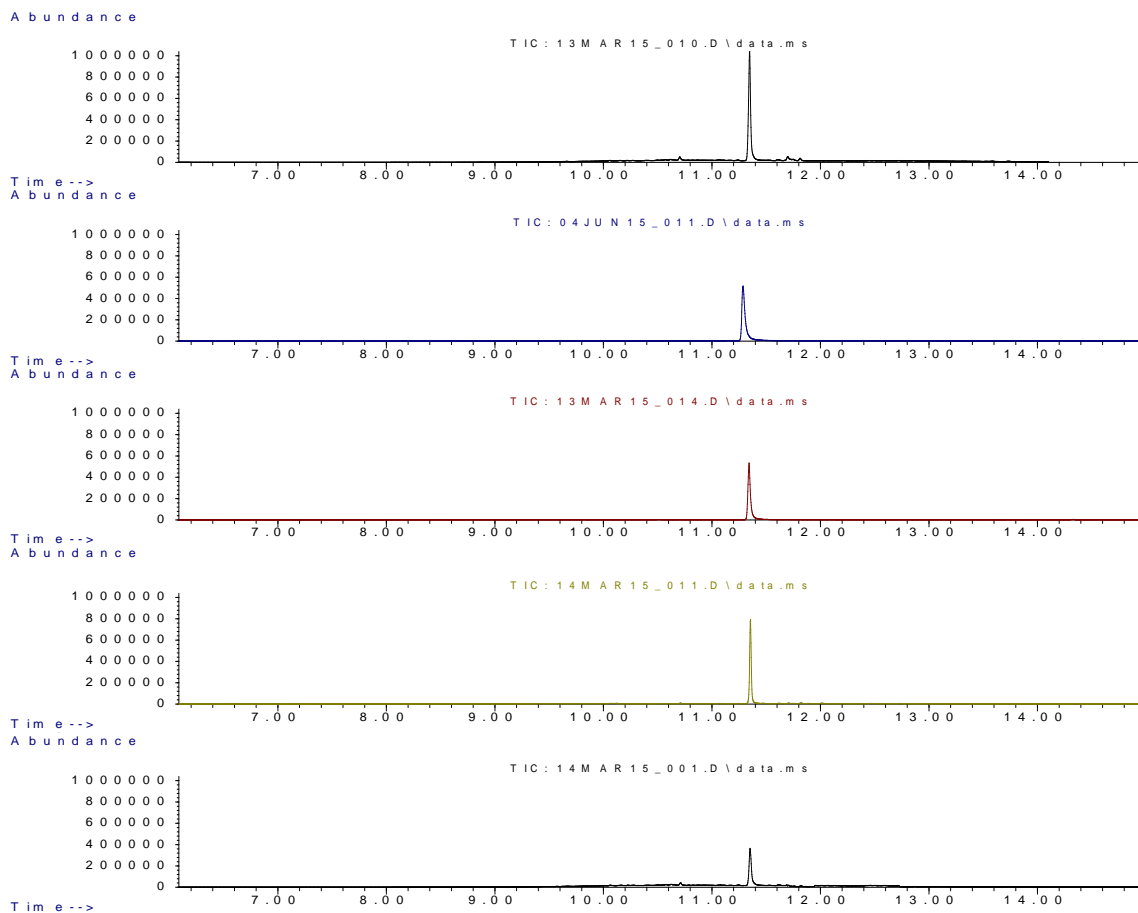 Abundance
TIC: 13MAR15_010.D\data.ms
1000000
800000
600000
400000
200000
0
7.00 8.00 9.00 10.00 11.00 12.00 13.00 14.00
Time-->
Abundance
TIC: 04JUN15_011.D\data.ms
1000000
800000
600000
400000
200000
0
7.00 8.00 9.00 10.00 11.00 12.00 13.00 14.00
Time-->
Abundance
TIC: 13MAR15_014.D\data.ms
1000000
800000
600000
400000
200000
0
7.00 8.00 9.00 10.00 11.00 12.00 13.00 14.00
Time-->
Abundance
TIC: 14MAR15_011.D\data.ms
1000000
800000
600000
400000
200000
0
7.00 8.00 9.00 10.00 11.00 12.00 13.00 14.00
Time-->
Abundance
TIC: 14MAR15_001.D\data.ms
1000000
800000
600000
400000
200000
0
7.00 8.00 9.00 10.00 11.00 12.00 13.00 14.00
Time-->